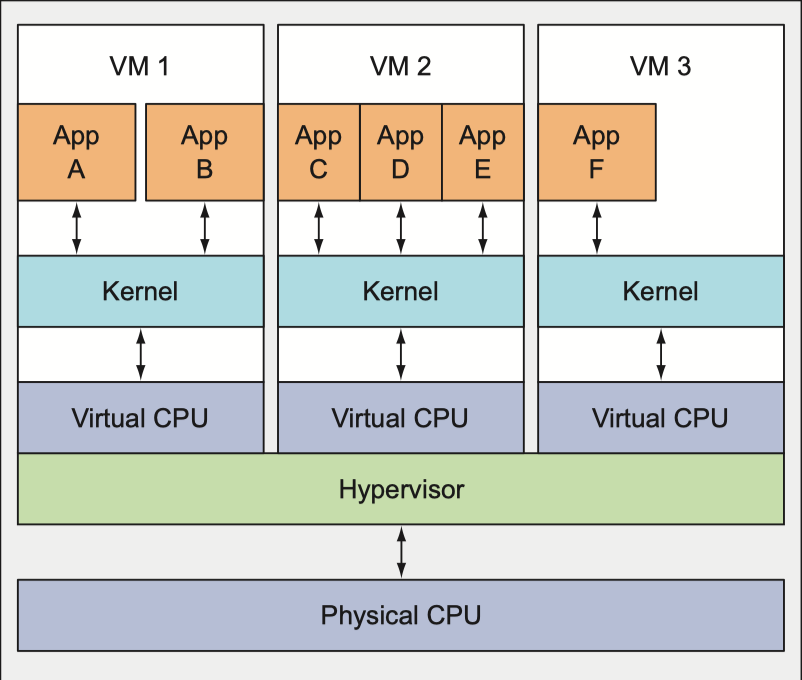 VM 1
VM 2
VM 3
App
A
App
B
App
C
App
D
App
E
App
F
Kernel
Kernel
Kernel
Virtual CPU
Virtual CPU
Virtual CPU
Hypervisor
Physical CPU